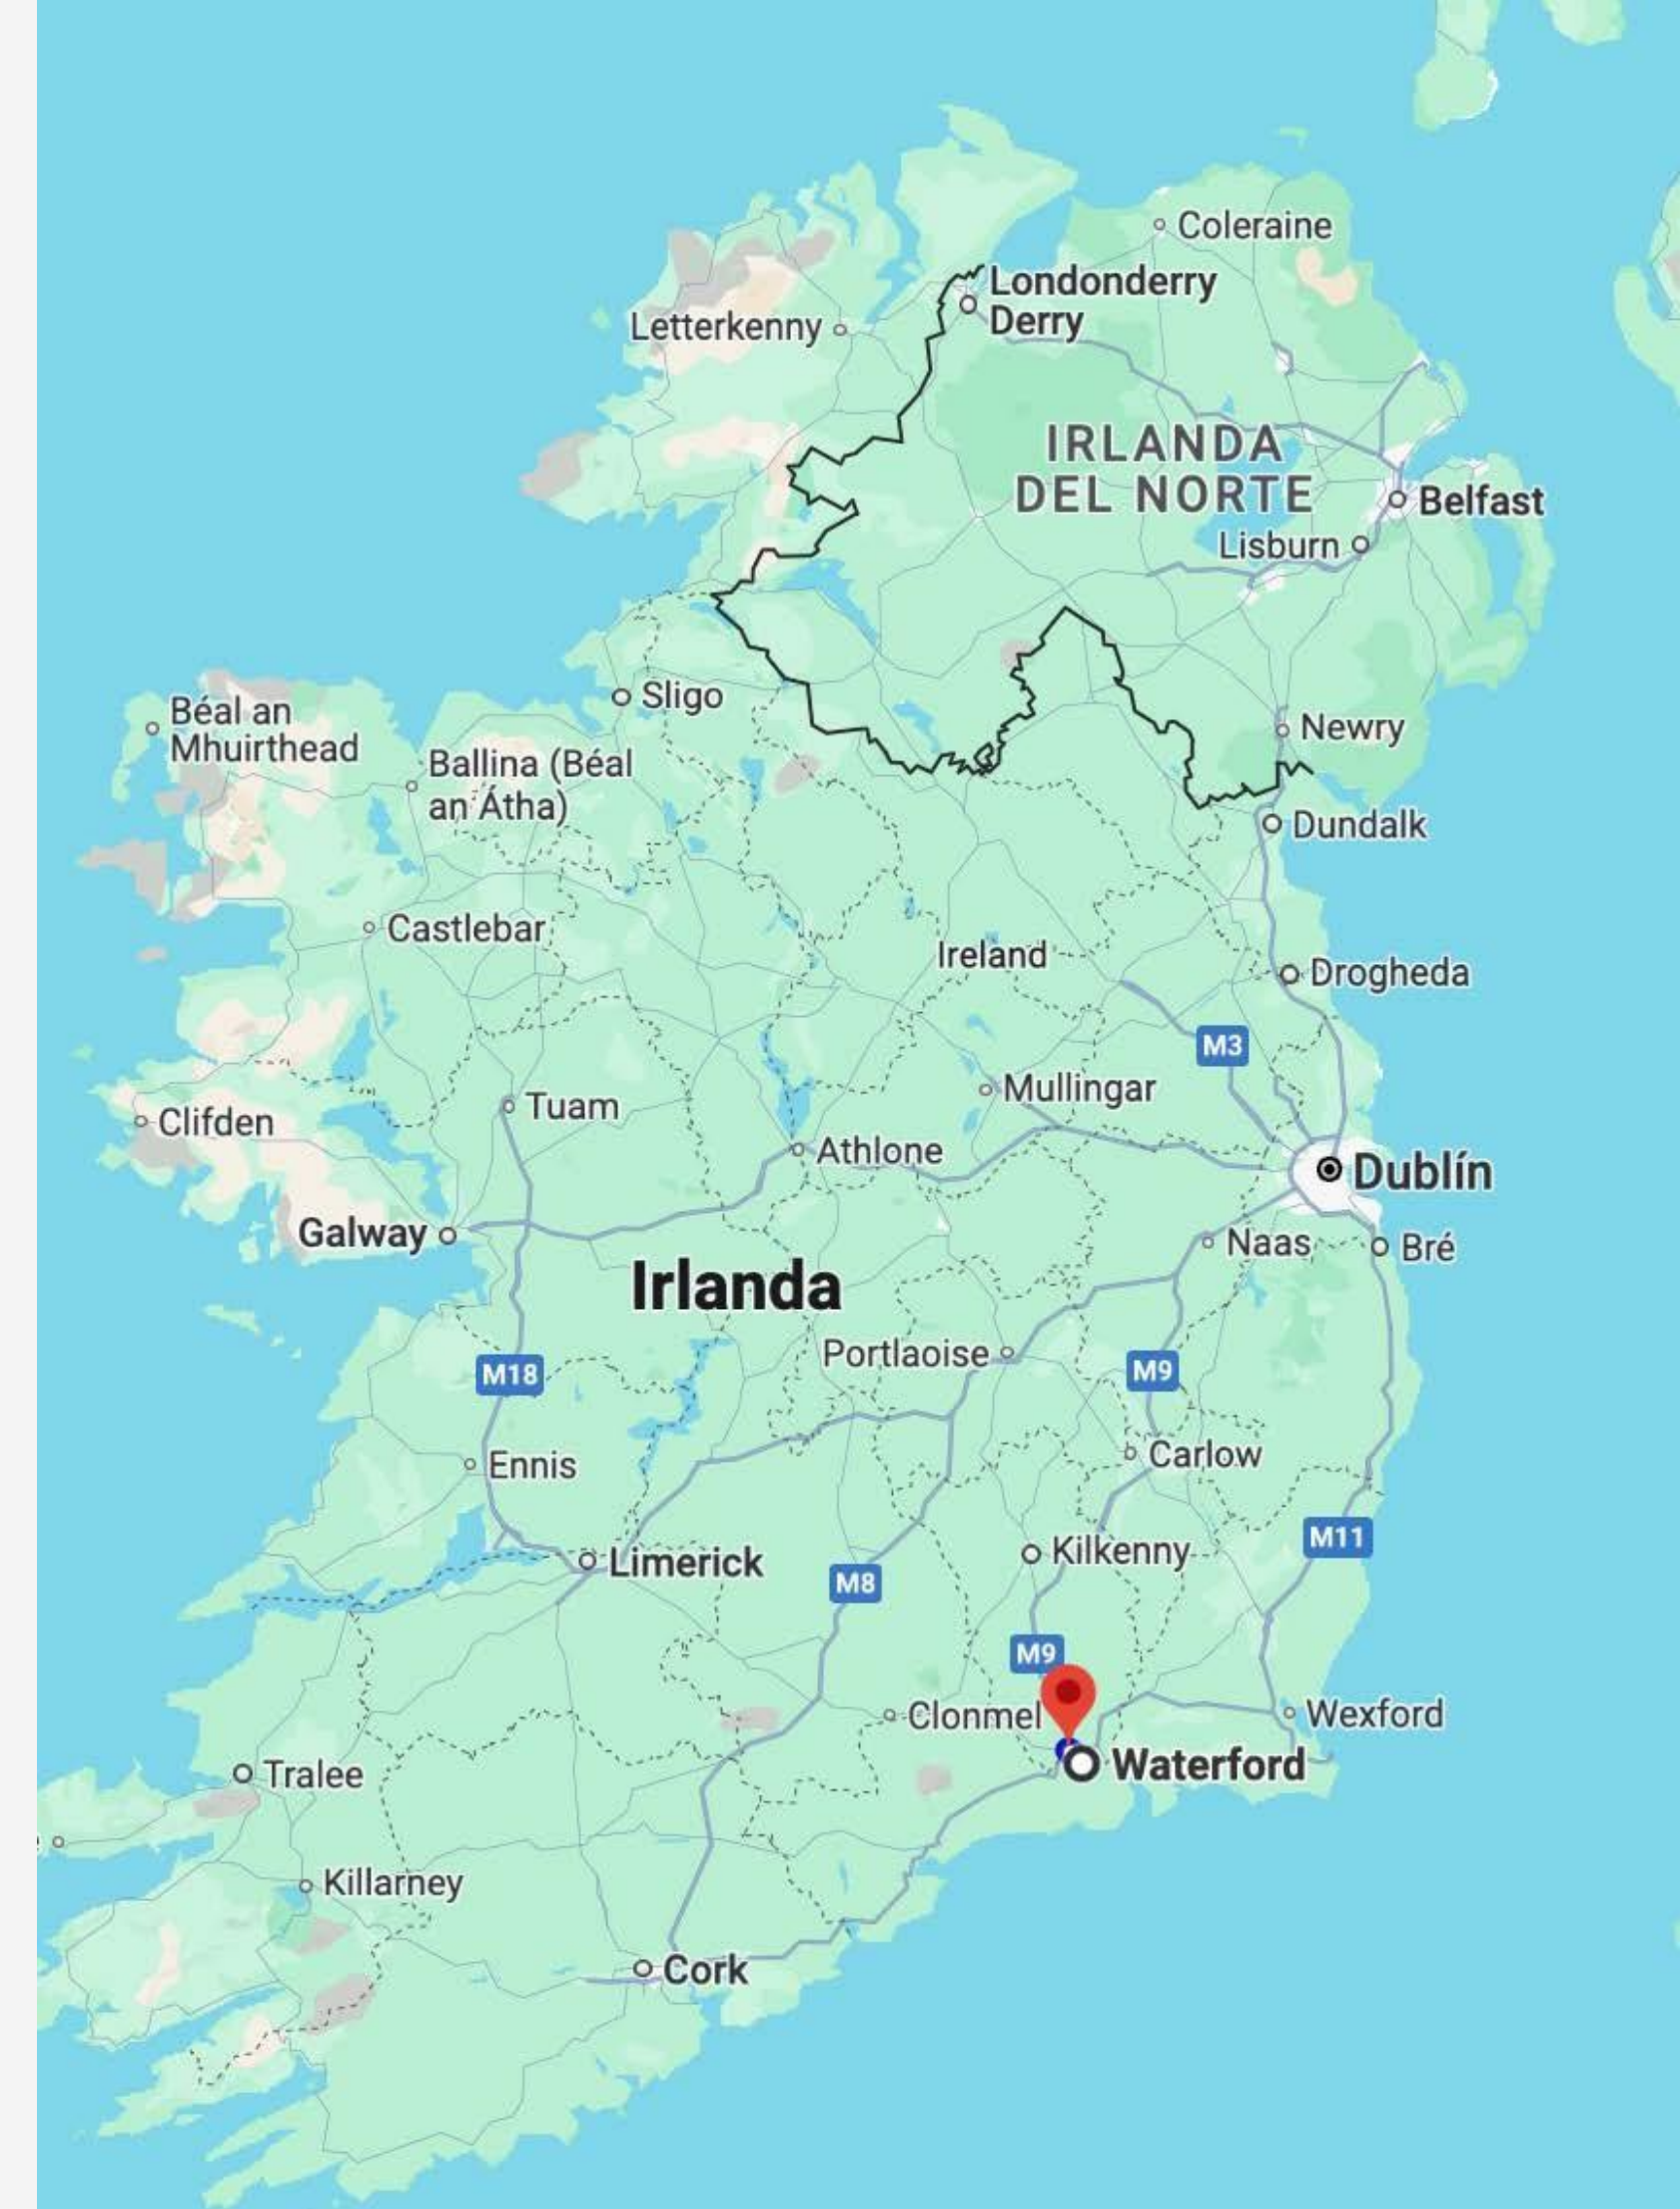 Coleraine
Londonderry
Derry
Letterkenny
IRLANDA
DEL NORTE
Belfast
Lisburn
Sligo
Béal an
Mhuirthead
Newry
Ballina (Béal
an Átha)
Dundalk
Castlebar
Ireland
Drogheda
M3
Mullingar
Tuam
Clifden
Athlone
Dublín
Galway
Naas
Bré
Irlanda
Portlaoise
M18
M9
Carlow
Ennis
M11
Kilkenny
Limerick
M8
M9
Clonmel
Wexford
Waterford
Tralee
Killarney
Cork